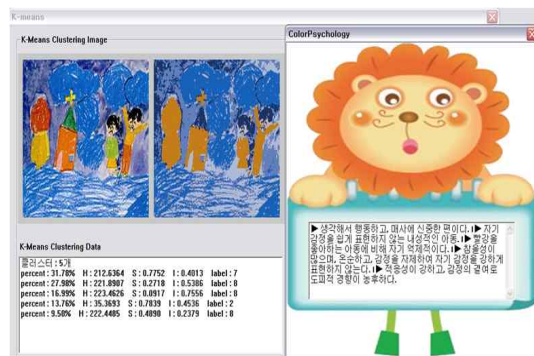 K-means
K-Means Clustering Image
K-Means Clustering Data
클러스터 : 5개
percent : 31.78% H : 212.6364 S : 0.7752 I : 0.4013 label : 7
percent : 27.98% H : 221.8907 S : 0.2718 I : 0.5386 label : 8
percent : 16.99% H : 223.4626 S : 0.0917 I : 0.7556 label : 8
percent : 13.76% H : 35.3693 S : 0.7839 I : 0.4536 label : 2
percent : 9.50% H : 222.4485 S : 0.4890 I : 0.2379 label : 8
ColorPsychology
▶ 생각해서 행동하고, 매사에 신중한 편이다. ▶ 자기
감정을 쉽게 표현하지 않는 내성적인 아동. ▶ 빨강을
좋아하는 아동에 비해 자기 억제적이다. ▶ 참을성이
많으며, 온순하고, 감정을 자제하여 자기 감정을 강하게
표현하지 않는다. ▶ 적응성이 강하고, 감정의 결여로
도피적 경향이 농후하다.